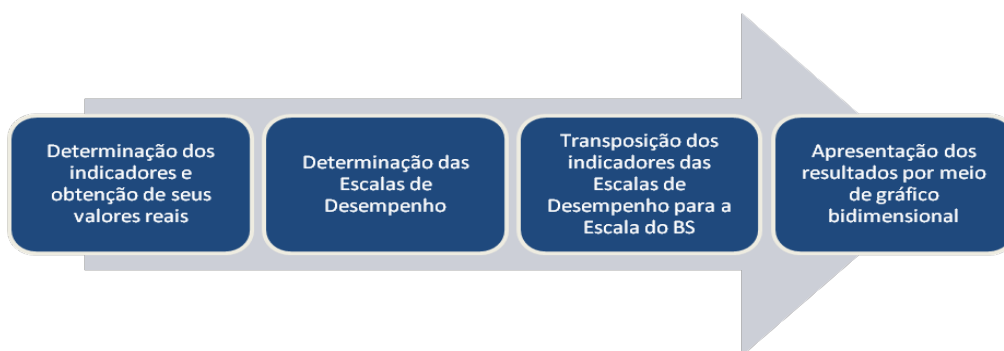 Determinação dos
indicadores e
obtenção de seus
valores reais
Determinação das
Escalas de
Desempenho
Transposição dos
indicadores das
Escalas de
Desempenho para a
Escala do BS
Apresentação dos
resultados por meio
de gráfico
bidimensional